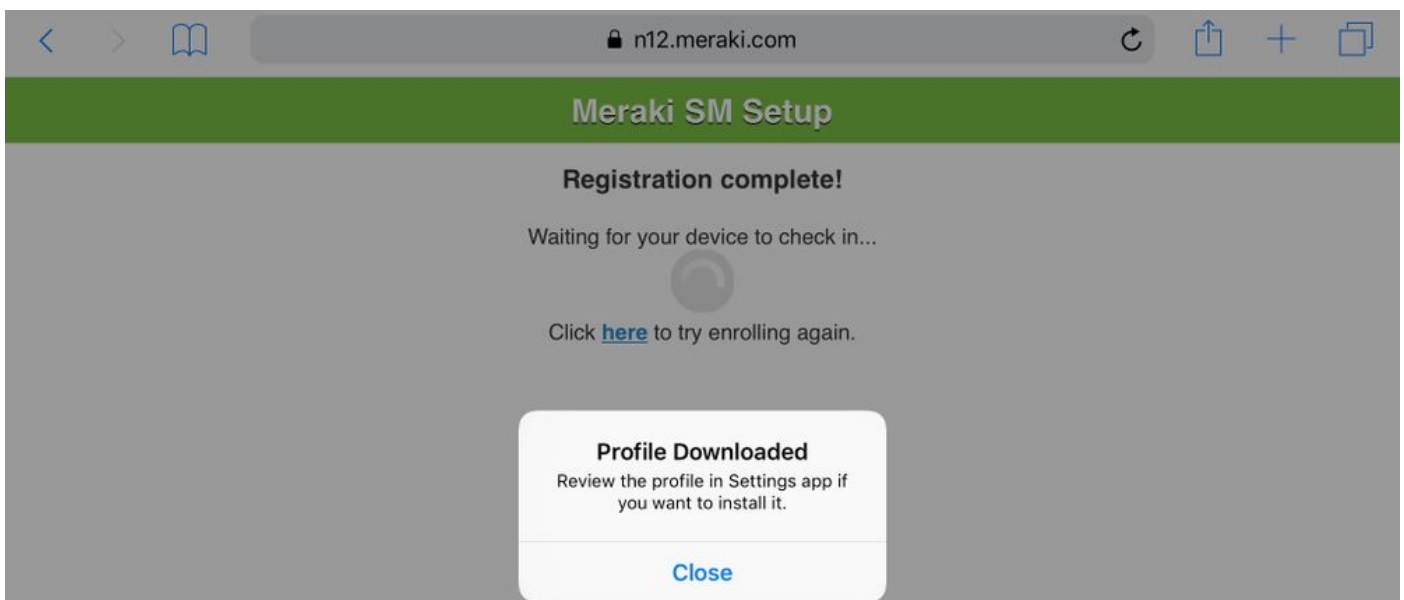 n12.meraki.com
Meraki SM Setup
Registration complete!
Waiting for your device to check in...
Click here to try enrolling again.
Profile Downloaded
Review the profile in Settings app if
you want to install it.
Close